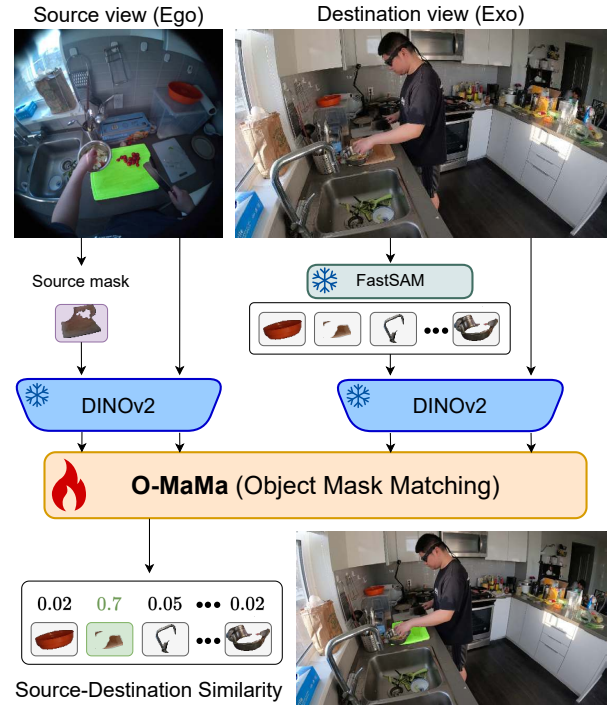 Source view (Ego)
Destination view (Exo)
Source mask
FastSAM
DINOv2
DINOv2
O-MaMa (Object Mask Matching)
0.02 0.7 0.05 ••• 0.02
Source-Destination Similarity